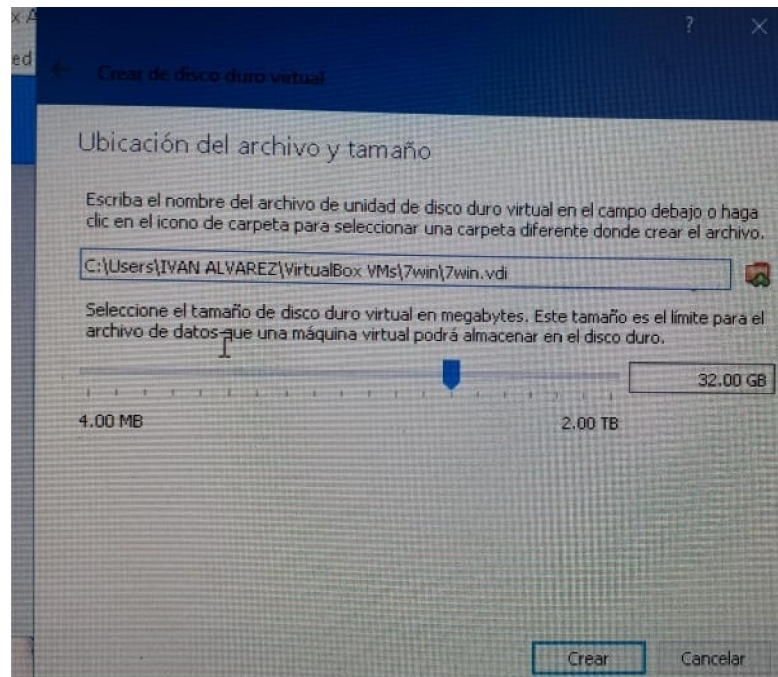 x A
ed
?
Crear de disco duro virtual
Ubicación del archivo y tamaño
Escriba el nombre del archivo de unidad de disco duro virtual en el campo debajo o haga
clic en el icono de carpeta para seleccionar una carpeta diferente donde crear el archivo.
C:\Users\IVAN ALVAREZ\VirtualBox VMs\7win\7win.vdi
Seleccione el tamaño de disco duro virtual en megabytes. Este tamaño es el límite para el
archivo de datos que una máquina virtual podrá almacenar en el disco duro.
32.00 GB
4.00 MB 2.00 TB
Crear Cancelar